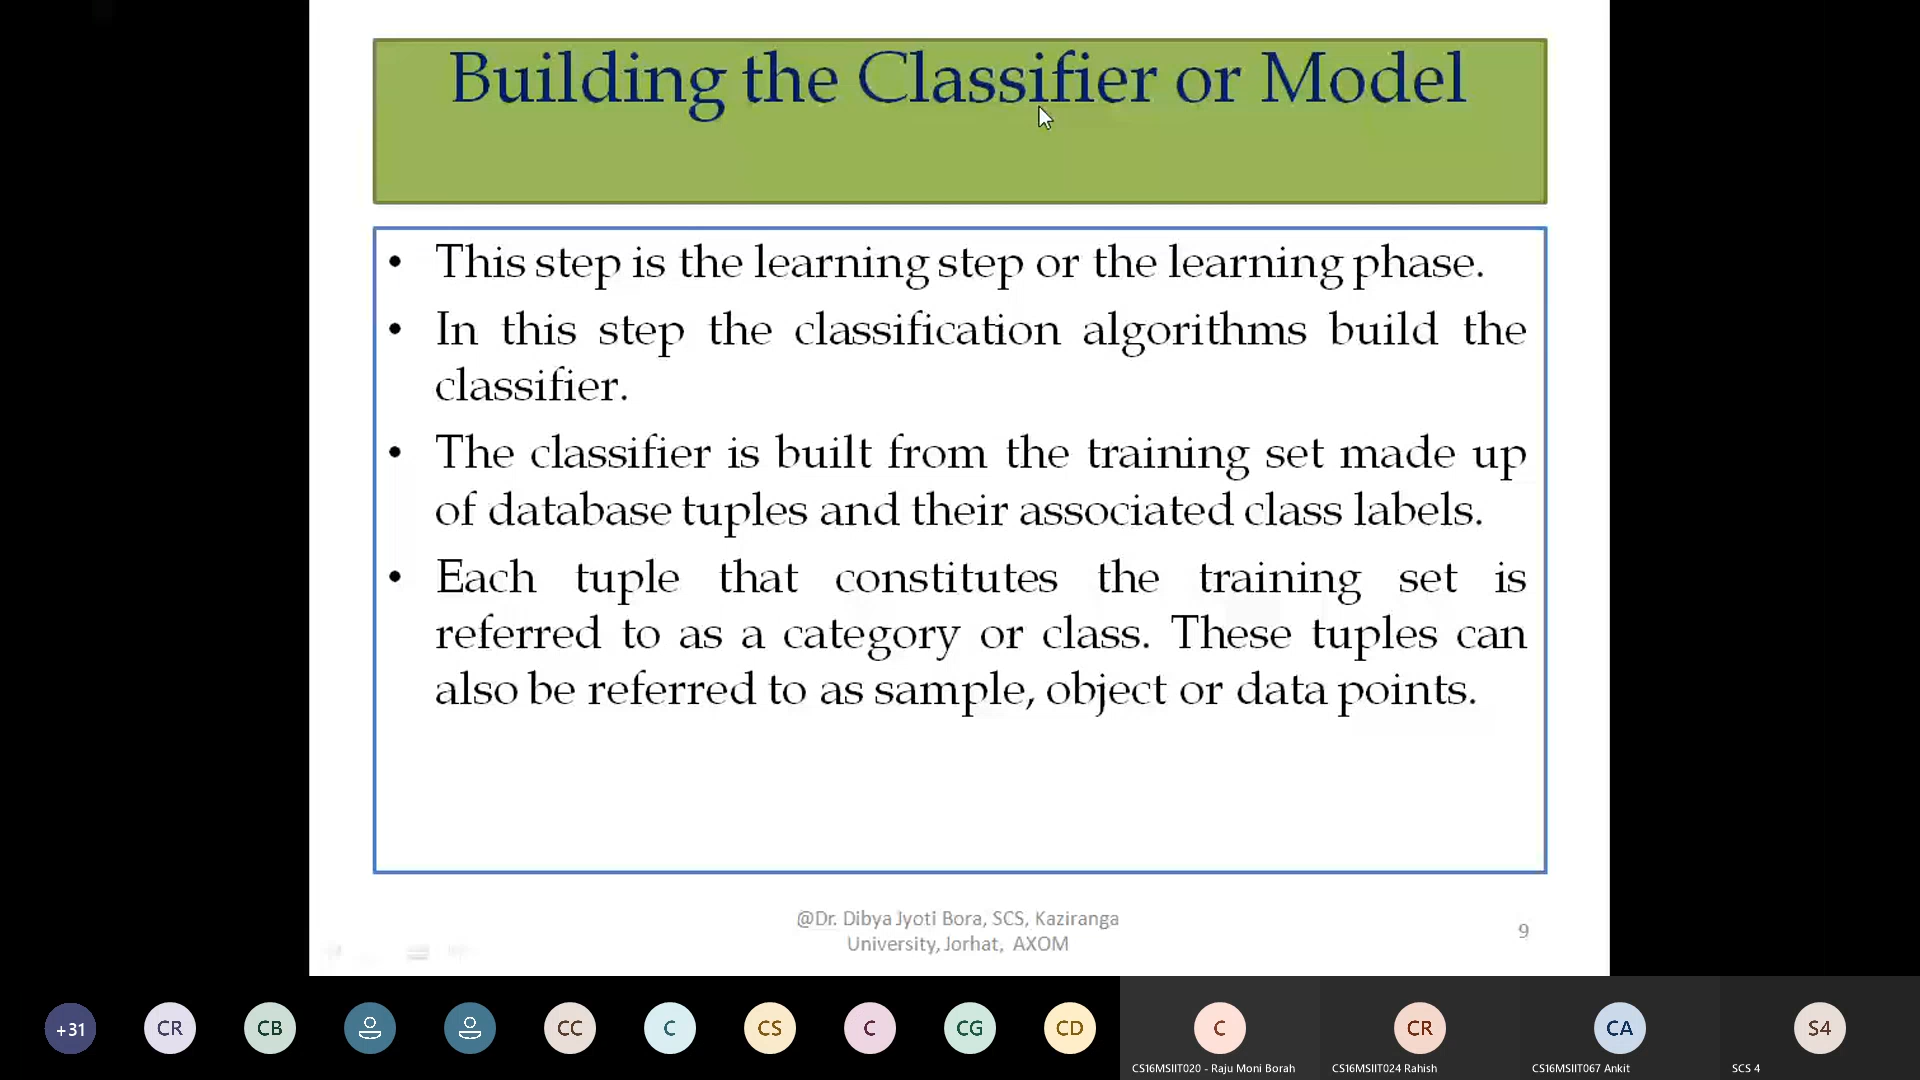 Building the Classifier or Model
• This step is the learning step or the learning phase.
• In this step the classification algorithms build the
classifier.
• The classifier is built from the training set made up
of database tuples and their associated class labels.
• Each tuple that constitutes the training set is
referred to as a category or class. These tuples can
also be referred to as sample, object or data points.
@Dr. Dibya Jyoti Bora, SCS, Kaziranga
University, Jorhat, AXOM
9
+31 CR CB CC C CS C CG CD C CR CA S4
CS16MSIIT020 - Raju Moni Borah CS16MSIIT024 Rahish CS16MSIIT067 Ankit SCS 4